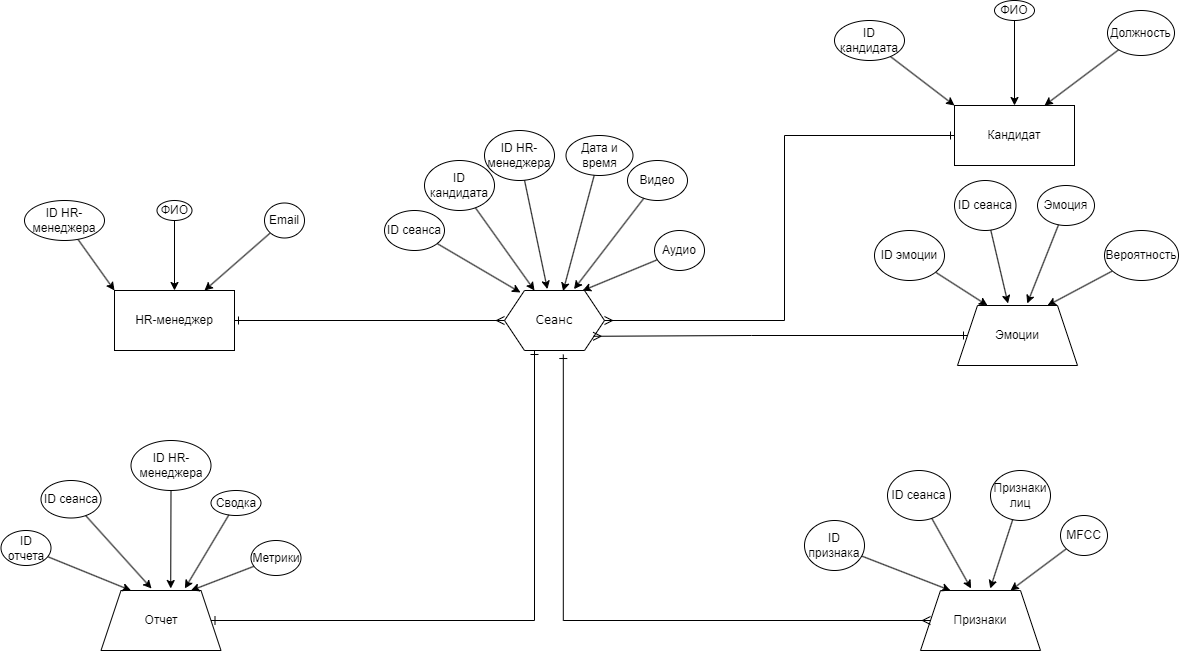 ФИО
ID
кандидата
Должность
Кандидат
ID HR-
менеджера
Дата и
время
ID
кандидата
Видео
ID сеанса
Аудио
ID HR-
менеджера
ФИО
Email
HR-менеджер
Сеанс
ID сеанса
Эмоция
ID эмоции
Вероятность
Эмоции
ID HR-
менеджера
ID сеанса
Сводка
ID
отчета
Метрики
Отчет
ID сеанса
Признаки
лиц
ID
признака
MFCC
Признаки